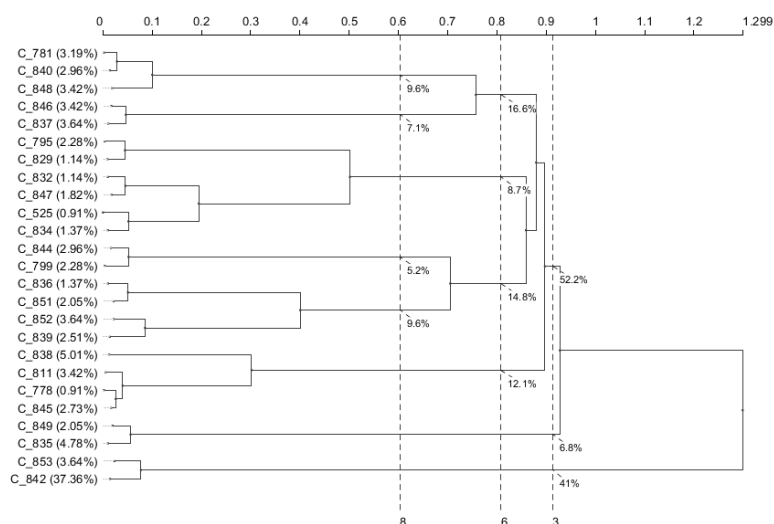 0 0.1 0.2 0.3 0.4 0.5 0.6 0.7 0.8 0.9 1 1.1 1.2 1.299
C_781 (3.19%)
C_840 (2.96%)
9.6%
C_848 (3.42%)
16.6%
C_846 (3.42%)
C_837 (3.64%)
7.1%
C_795 (2.28%)
C_829 (1.14%)
C_832 (1.14%)
8.7%
C_847 (1.82%)
C_525 (0.91%)
C_834 (1.37%)
C_844 (2.96%)
C_799 (2.28%)
5.2%
52.2%
C_836 (1.37%)
14.8%
C_851 (2.05%)
9.6%
C_852 (3.64%)
C_839 (2.51%)
C_838 (5.01%)
C_811 (3.42%)
12.1%
C_778 (0.91%)
C_845 (2.73%)
C_849 (2.05%)
C_835 (4.78%)
6.8%
C_853 (3.64%)
C_842 (37.36%)
41%
8 6 3